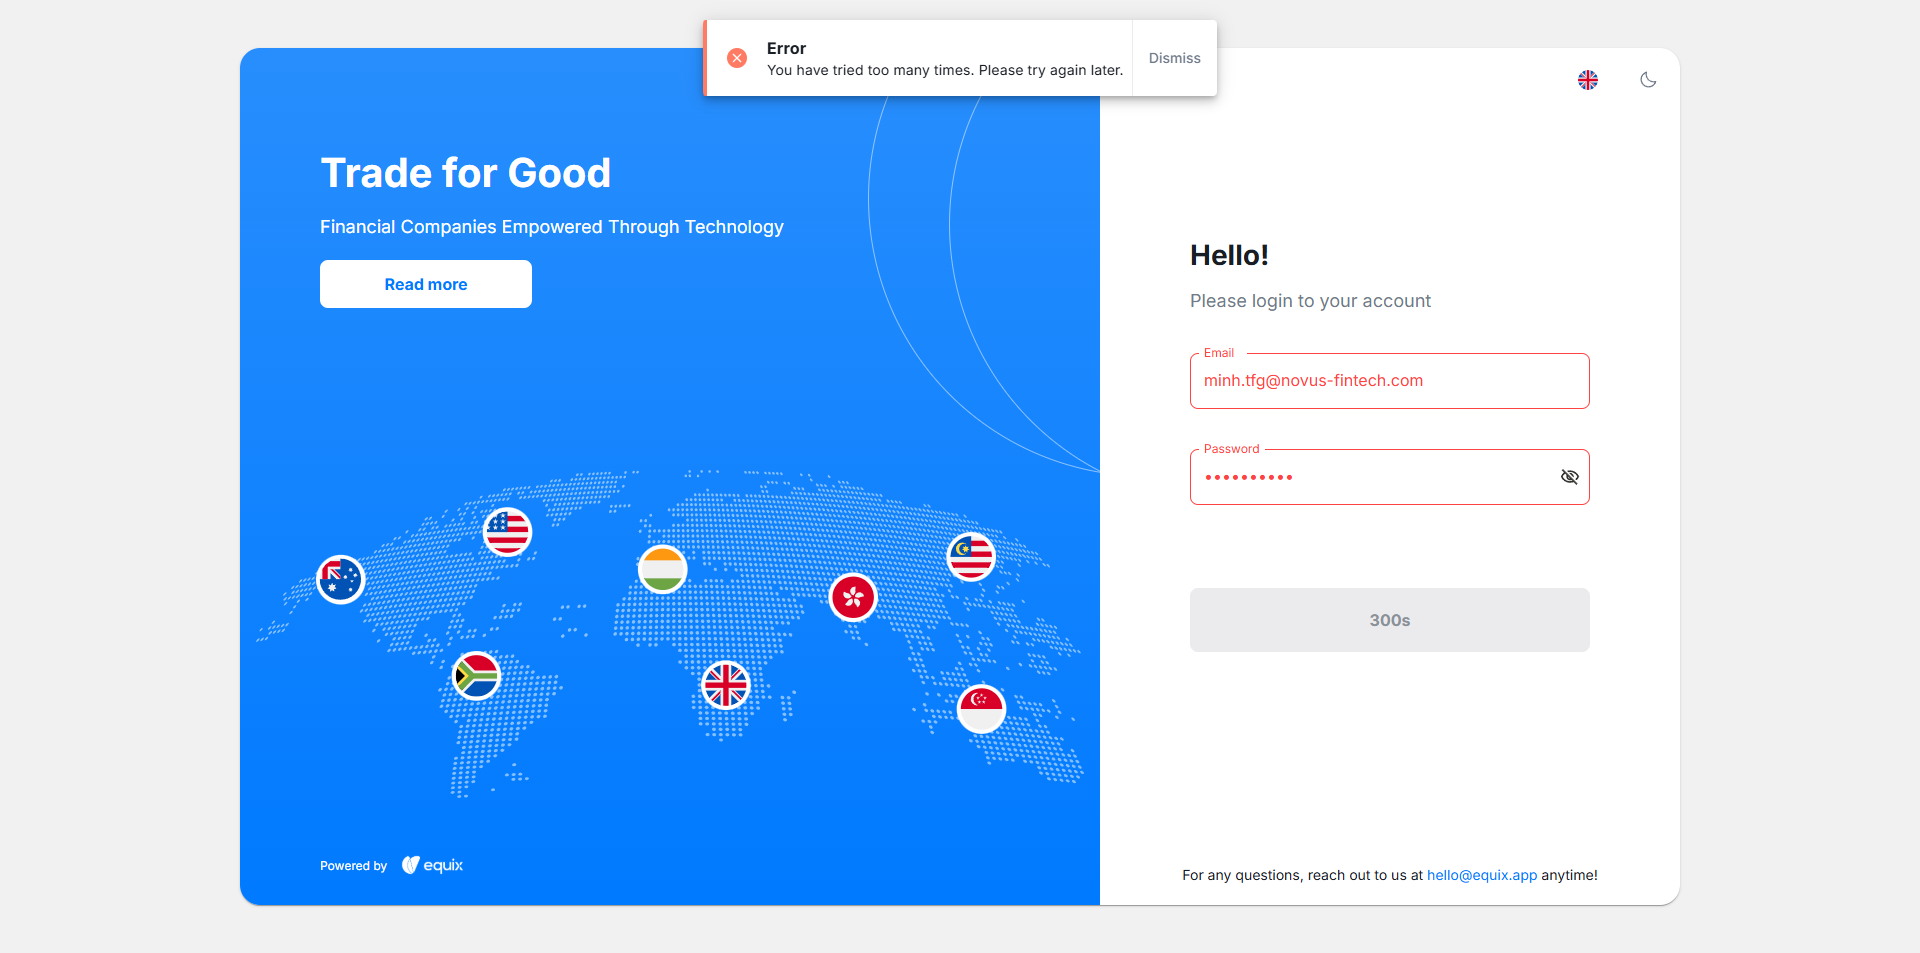 Error
You have tried too many times. Please try again later.
Dismiss
Trade for Good
Financial Companies Empowered Through Technology
Read more
Powered by equix
Hello!
Please login to your account
Email
minh.tfg@novus-fintech.com
Password
300s
For any questions, reach out to us at hello@equix.app anytime!